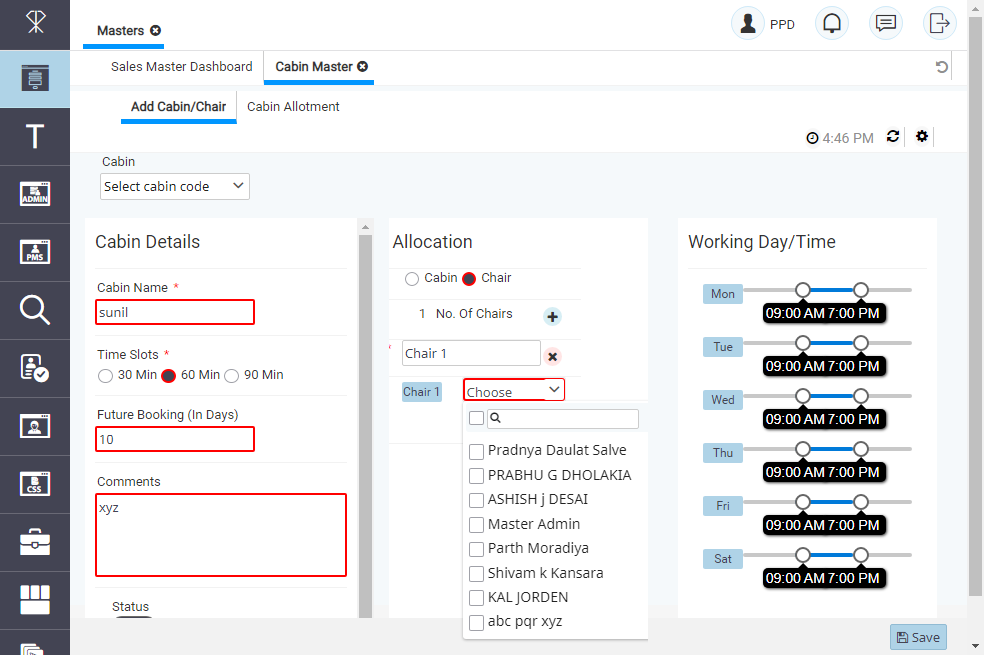 Masters
PPD
Sales Master Dashboard
Cabin Master
Add Cabin/Chair
Cabin Allotment
4:46 PM
T
ADMIN
PMS
CSS
Cabin
Select cabin code
Cabin Details
Cabin Name *
sunil
Time Slots *
30 Min 60 Min 90 Min
Future Booking (In Days)
10
Comments
xyz
Status
Allocation
Cabin Chair
1 No. Of Chairs
Chair 1
Chair 1 Choose
Pradnya Daulat Salve
PRABHU G DHOLAKIA
ASHISH j DESAI
Master Admin
Parth Moradiya
Shivam k Kansara
KAL JORDEN
abc pqr xyz
Working Day/Time
Mon
09:00 AM 7:00 PM
Tue
09:00 AM 7:00 PM
Wed
09:00 AM 7:00 PM
Thu
09:00 AM 7:00 PM
Fri
09:00 AM 7:00 PM
Sat
09:00 AM 7:00 PM
Save